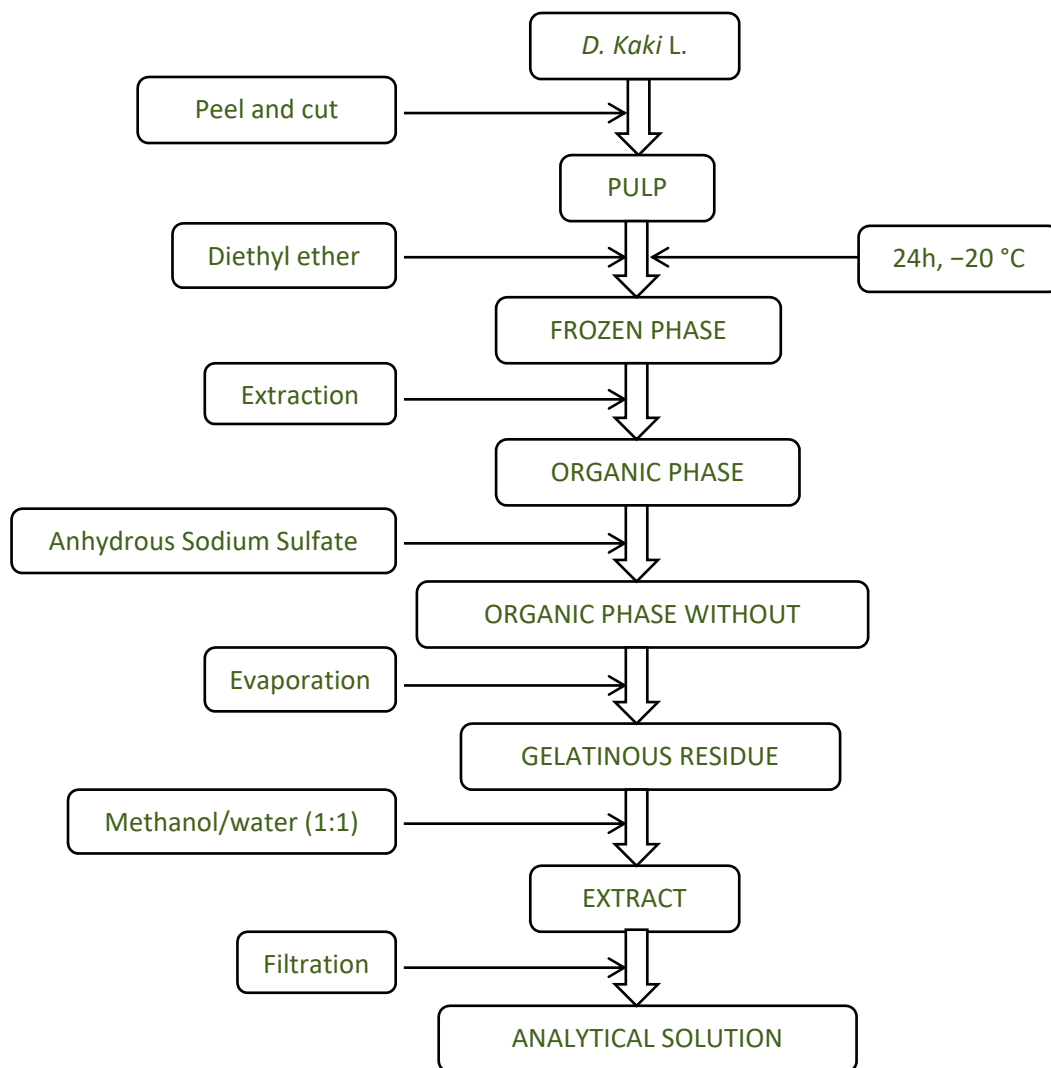 D. Kaki L.
Peel and cut
PULP
Diethyl ether
24h, −20 °C
FROZEN PHASE
Extraction
ORGANIC PHASE
Anhydrous Sodium Sulfate
ORGANIC PHASE WITHOUT
Evaporation
GELATINOUS RESIDUE
Methanol/water (1:1)
EXTRACT
Filtration
ANALYTICAL SOLUTION